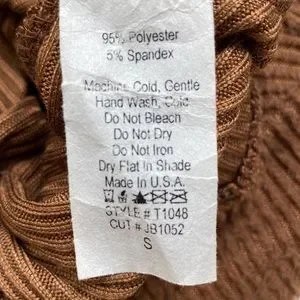 95% Polyester
5% Spandex
Machine Cold, Gentle
Hand Wash, Cold
Do Not Bleach
Do Not Dry
Do Not Iron
Dry Flat In Shade
Made In U.S.A.
STYLE # T1048
CUT # JB1052
S